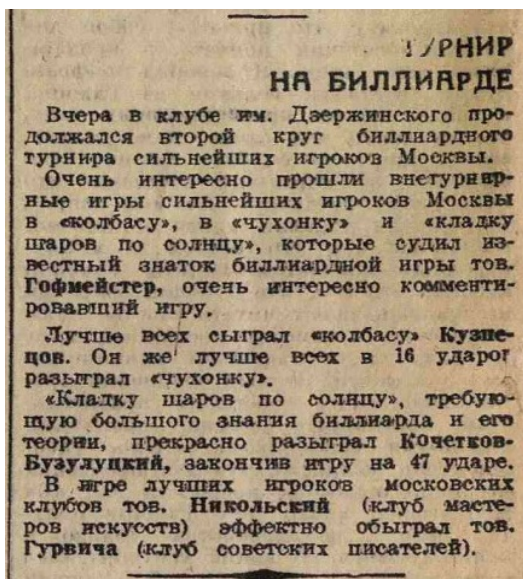 ТУРНИР
НА БИЛЛИАРДЕ
Вчера в клубе им. Дзержинского про-
должался второй круг биллиардного
турнира сильнейших игроков Москвы.
Очень интересно прошли внетурнир-
ные игры сильнейших игроков Москвы
в «колбасу», в «чухонку» и «кладку
шаров по солнцу», которые судил из-
вестный знаток биллиардной игры тов.
Гофмейстер, очень интересно комменти-
ровавший игру.
Лучше всех сыграл «колбасу» Кузне-
цов. Он же лучше всех в 16 ударов
разыграл «чухонку».
«Кладку шаров по солнцу», требую-
щую большого знания биллиарда и его
теории, прекрасно разыграл Кочетков-
Бузулуцкий, закончив игру на 47 ударе.
В игре лучших игроков московских
клубов тов. Никольский (клуб масте-
ров искусств) эффектно обыграл тов.
Гурвича (клуб советских писателей).